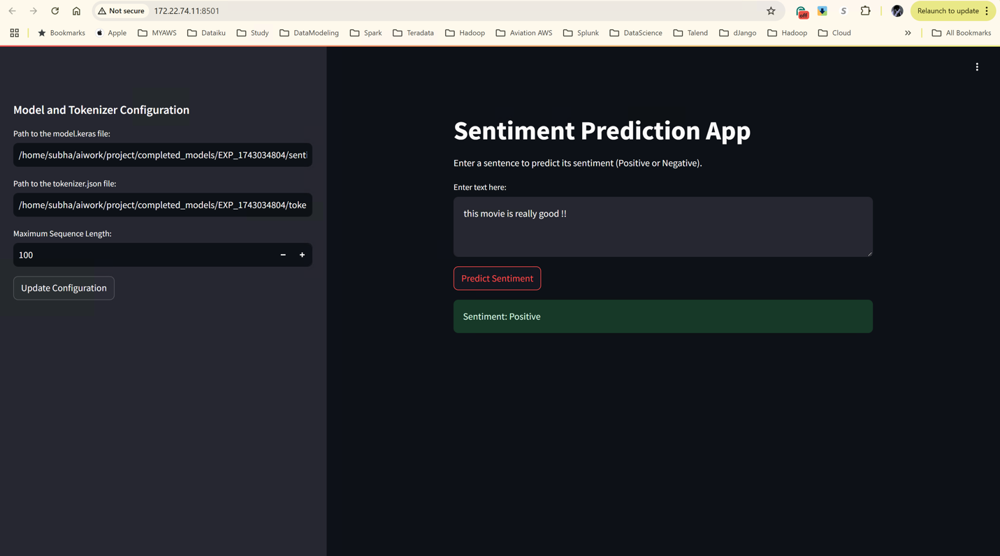 Not secure 172.22.74.11:8501 off S Relaunch to update
Bookmarks Apple MYAWS Dataiku Study DataModeling Spark Teradata Hadoop Aviation AWS Splunk DataScience Talend dJango Hadoop Cloud » All Bookmarks
Model and Tokenizer Configuration
Path to the model.keras file:
/home/subha/aiwork/project/completed_models/EXP_1743034804/senti
Path to the tokenizer.json file:
/home/subha/aiwork/project/completed_models/EXP_1743034804/toke
Maximum Sequence Length:
100 − +
Update Configuration
Sentiment Prediction App
Enter a sentence to predict its sentiment (Positive or Negative).
Enter text here:
this movie is really good !!
Predict Sentiment
Sentiment: Positive